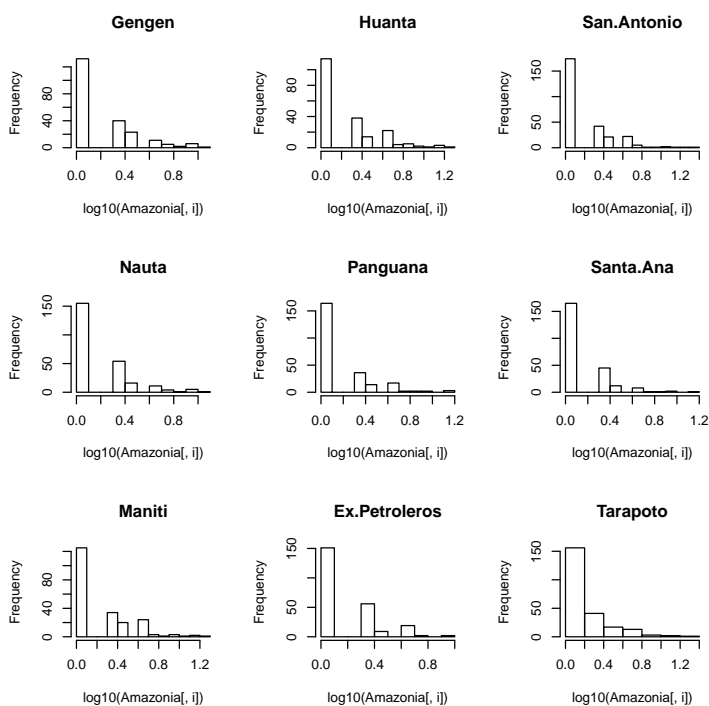 Gengen
Huanta
San.Antonio
Frequency
0 40 80
0.0 0.4 0.8
log10(Amazonia[, i])
Frequency
0 40 80
0.0 0.4 0.8 1.2
log10(Amazonia[, i])
Frequency
0 50 150
0.0 0.4 0.8 1.2
log10(Amazonia[, i])
Nauta
Panguana
Santa.Ana
Frequency
0 50 150
0.0 0.4 0.8
log10(Amazonia[, i])
Frequency
0 50 150
0.0 0.4 0.8 1.2
log10(Amazonia[, i])
Frequency
0 50 150
0.0 0.4 0.8 1.2
log10(Amazonia[, i])
Maniti
Ex.Petroleros
Tarapoto
Frequency
0 40 80
0.0 0.4 0.8 1.2
log10(Amazonia[, i])
Frequency
0 50 150
0.0 0.4 0.8
log10(Amazonia[, i])
Frequency
0 50 150
0.0 0.4 0.8 1.2
log10(Amazonia[, i])